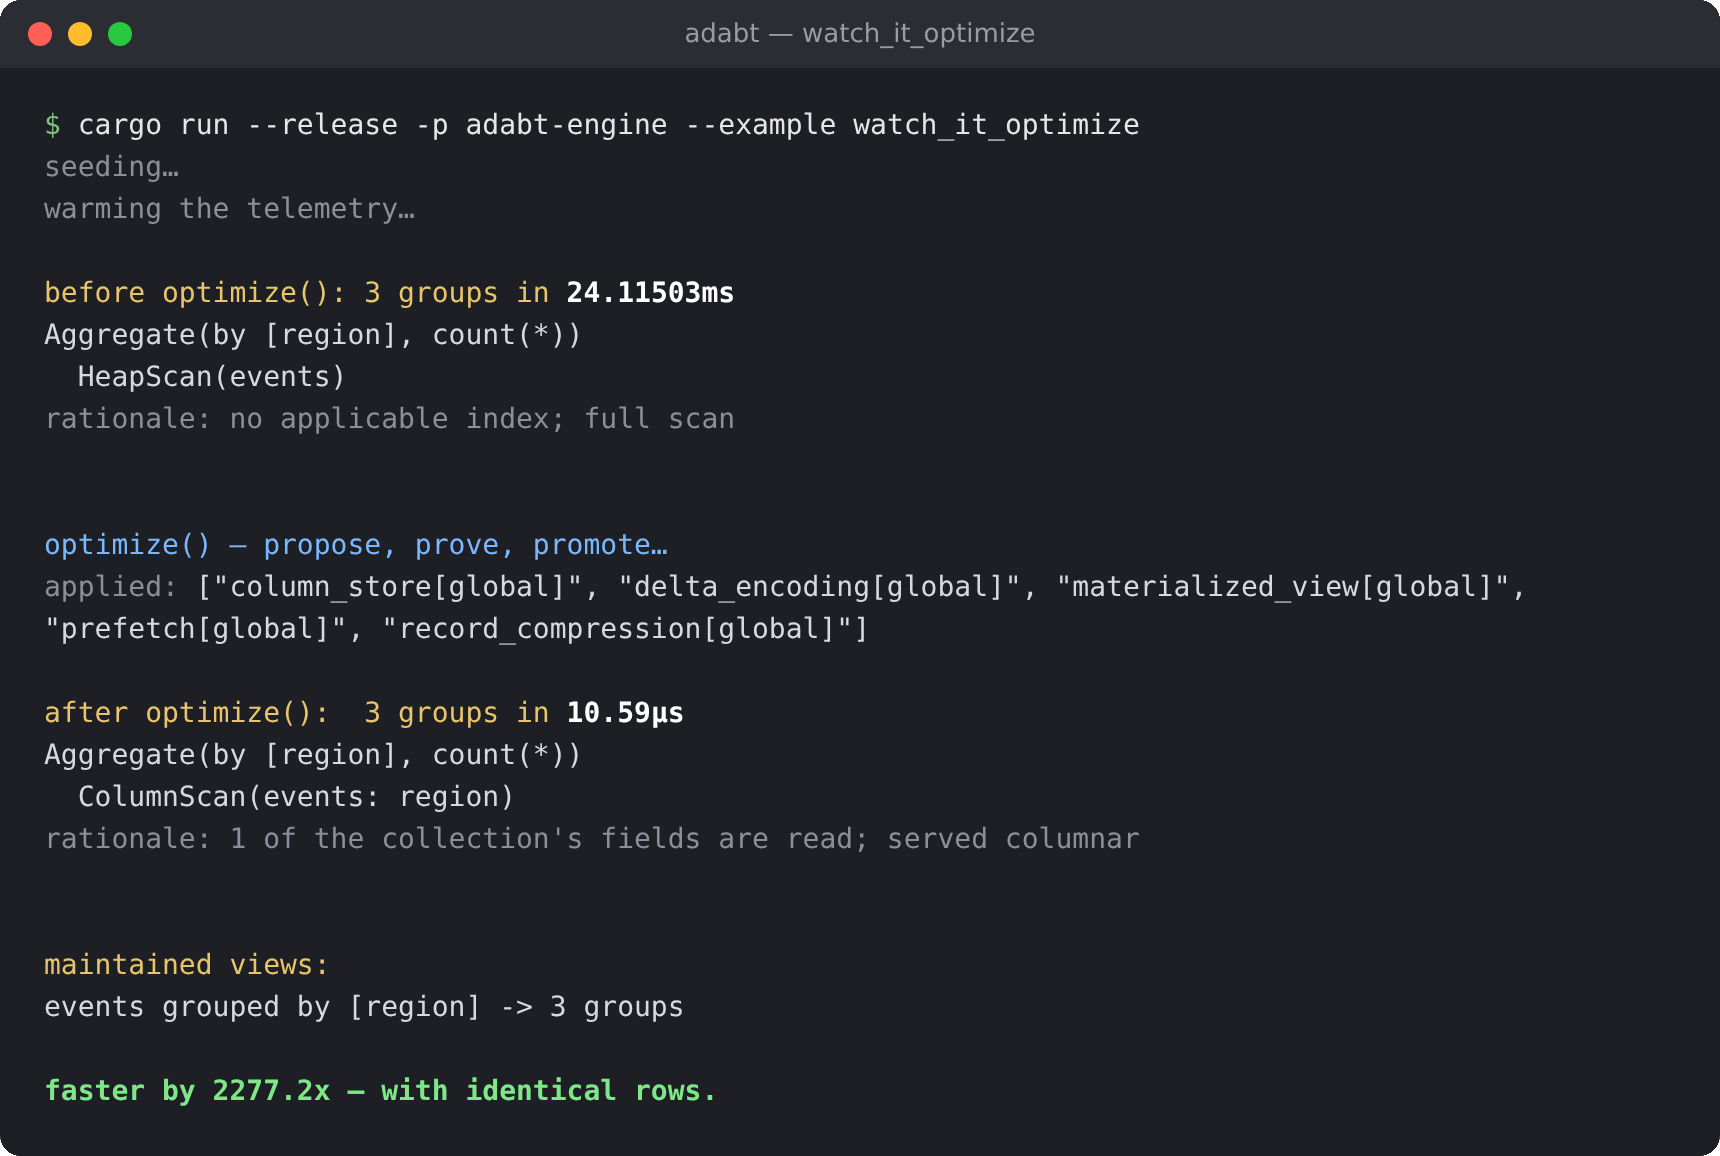 adabt — watch_it_optimize
$ cargo run --release -p adabt-engine --example watch_it_optimize
seeding…
warming the telemetry…
before optimize(): 3 groups in 24.11503ms
Aggregate(by [region], count(*))
  HeapScan(events)
rationale: no applicable index; full scan
optimize() — propose, prove, promote…
applied: ["column_store[global]", "delta_encoding[global]", "materialized_view[global]",
"prefetch[global]", "record_compression[global]"]
after optimize():  3 groups in 10.59µs
Aggregate(by [region], count(*))
  ColumnScan(events: region)
rationale: 1 of the collection's fields are read; served columnar
maintained views:
events grouped by [region] -> 3 groups
faster by 2277.2x — with identical rows.